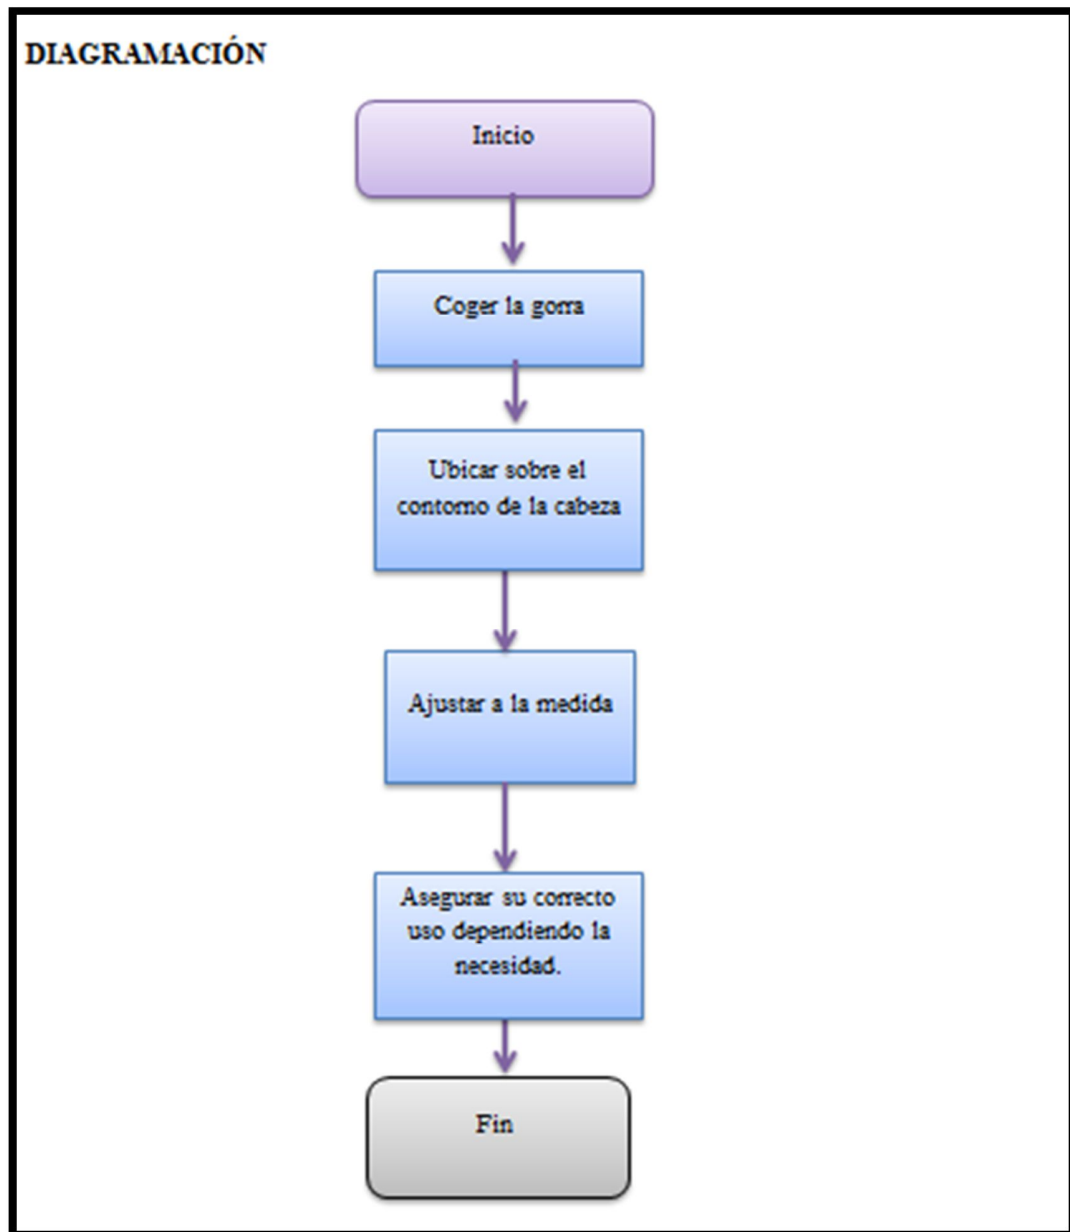 DIAGRAMACIÓN
Inicio
Coger la gorra
Ubicar sobre el
contorno de la cabeza
Ajustar a la medida
Asegurar su correcto
uso dependiendo la
necesidad.
Fin